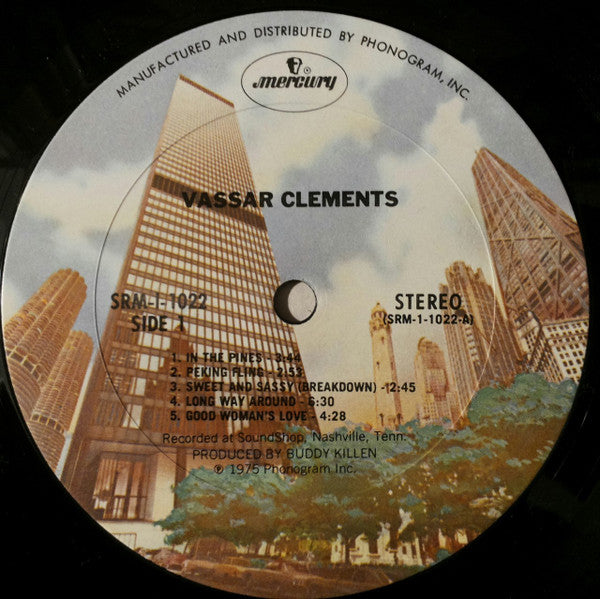 MANUFACTURED AND DISTRIBUTED BY PHONOGRAM, INC.
mercury
®
VASSAR CLEMENTS
SRM-1-1022
SIDE 1
STEREO
(SRM-1-1022-A)
1. IN THE PINES - 3:44
2. PEKING FLING - 2:53
3. SWEET AND SASSY (BREAKDOWN) - 2:45
4. LONG WAY AROUND - 6:30
5. GOOD WOMAN'S LOVE - 4:28
Recorded at SoundShop, Nashville, Tenn.
PRODUCED BY BUDDY KILLEN
℗ 1975 Phonogram Inc.